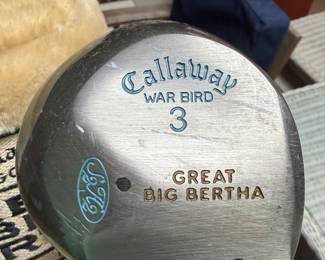 Callaway
WAR BIRD
3
GREAT
BIG BERTHA